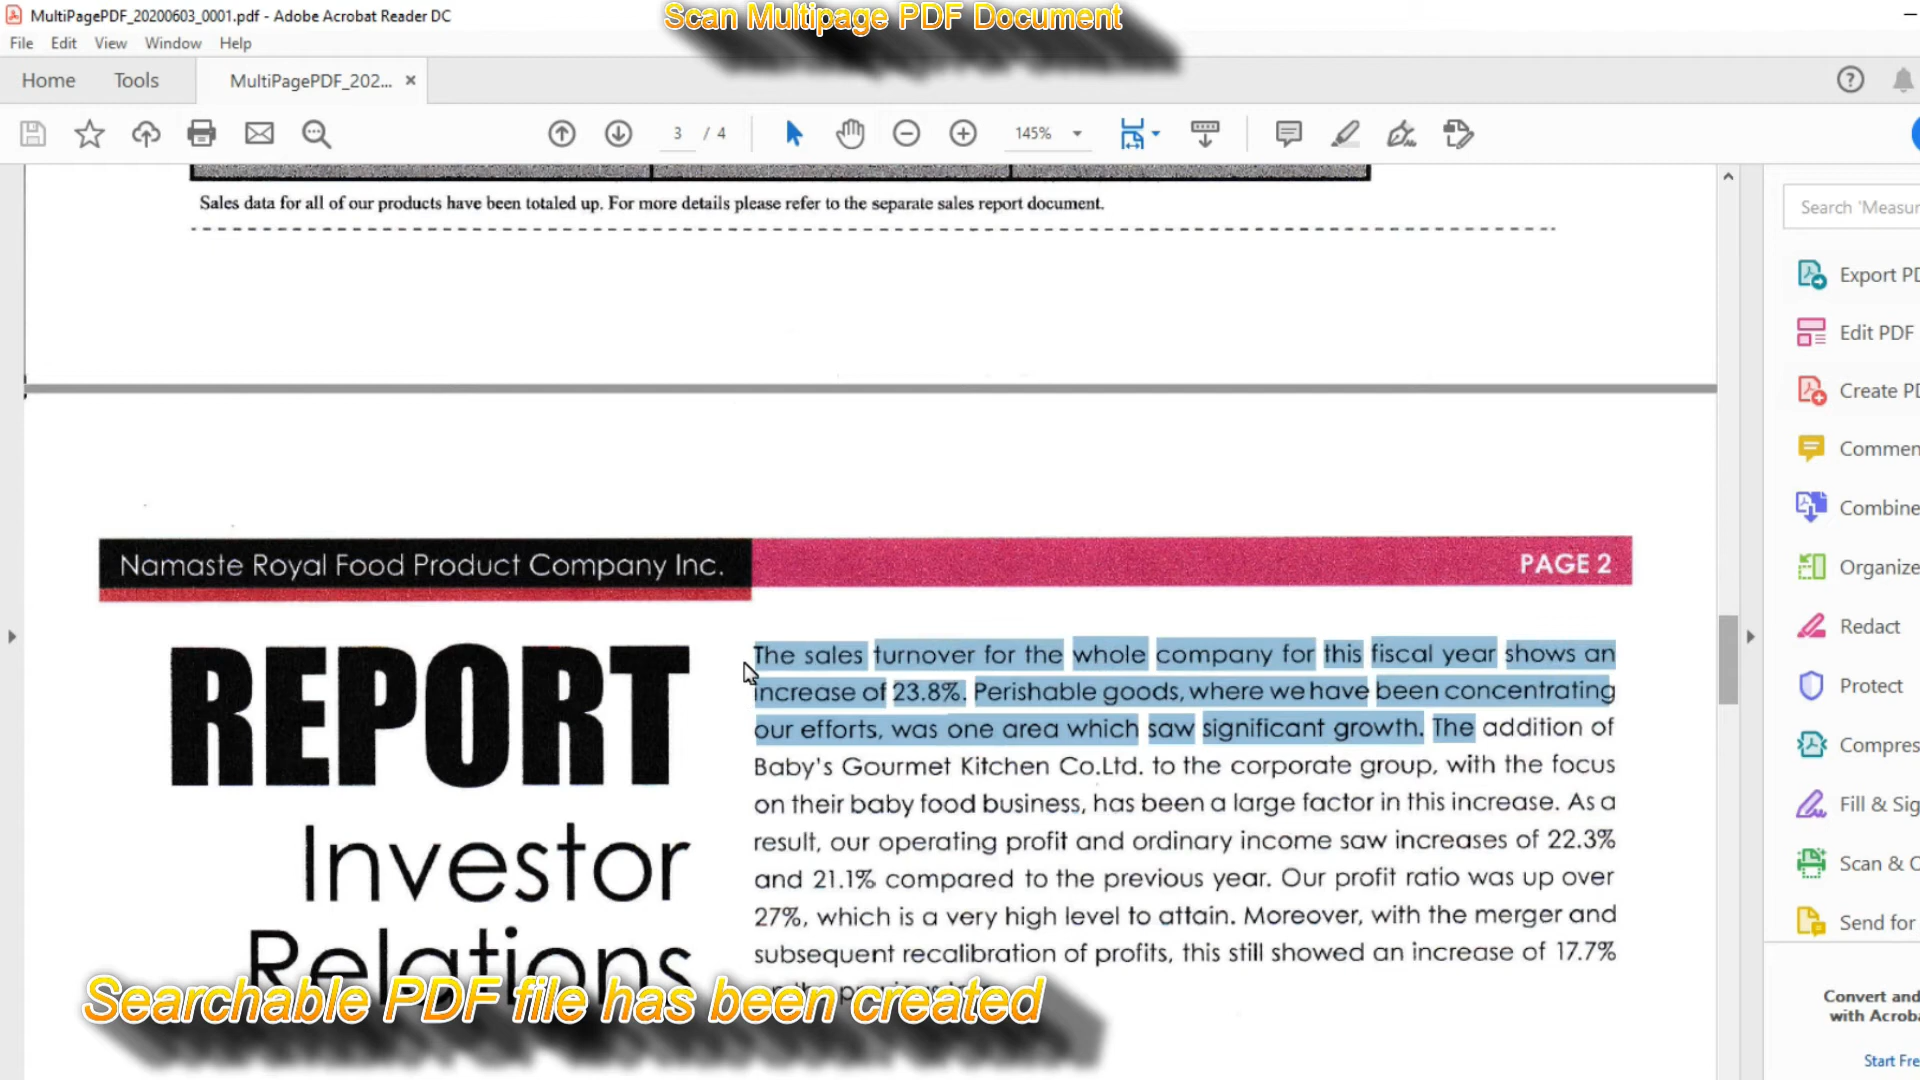 MultiPagePDF_20200603_0001.pdf - Adobe Acrobat Reader DC
Scan Multipage PDF Document
File Edit View Window Help
Home Tools MultiPagePDF_202... ×
3 / 4 145%
Sales data for all of our products have been totaled up. For more details please refer to the separate sales report document.
Search 'Measur
Export PD
Edit PDF
Create PD
Commen
Combine
Organize
Redact
Protect
Compres
Fill & Sig
Scan & O
Send for
Convert and
with Acroba
Start Fre
Namaste Royal Food Product Company Inc. PAGE 2
REPORT
Investor
Relations
The sales turnover for the whole company for this fiscal year shows an
increase of 23.8%. Perishable goods, where we have been concentrating
our efforts, was one area which saw significant growth. The addition of
Baby's Gourmet Kitchen Co.Ltd. to the corporate group, with the focus
on their baby food business, has been a large factor in this increase. As a
result, our operating profit and ordinary income saw increases of 22.3%
and 21.1% compared to the previous year. Our profit ratio was up over
27%, which is a very high level to attain. Moreover, with the merger and
subsequent recalibration of profits, this still showed an increase of 17.7%
Searchable PDF file has been created